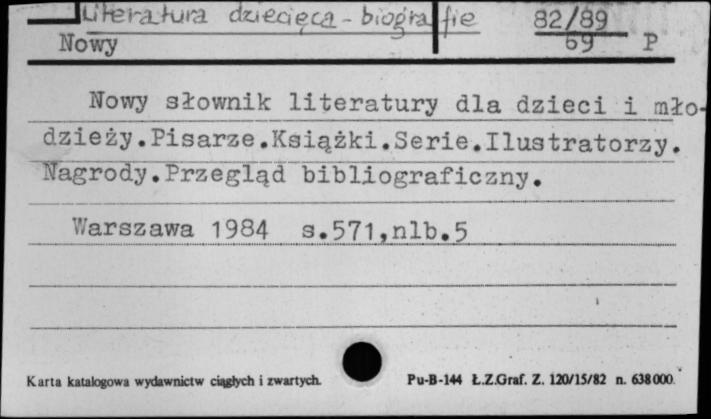 Literatura dziecięca - biografie 82/89
Nowy 69 P
Nowy słownik literatury dla dzieci i mło-
dzieży.Pisarze.Książki.Serie.Ilustratorzy.
Nagrody.Przegląd bibliograficzny.
Warszawa 1984 s.571,nlb.5
Karta katalogowa wydawnictw ciągłych i zwartych. Pu-B-144 Ł.Z.Graf. Z. 120/15/82 n. 638000.